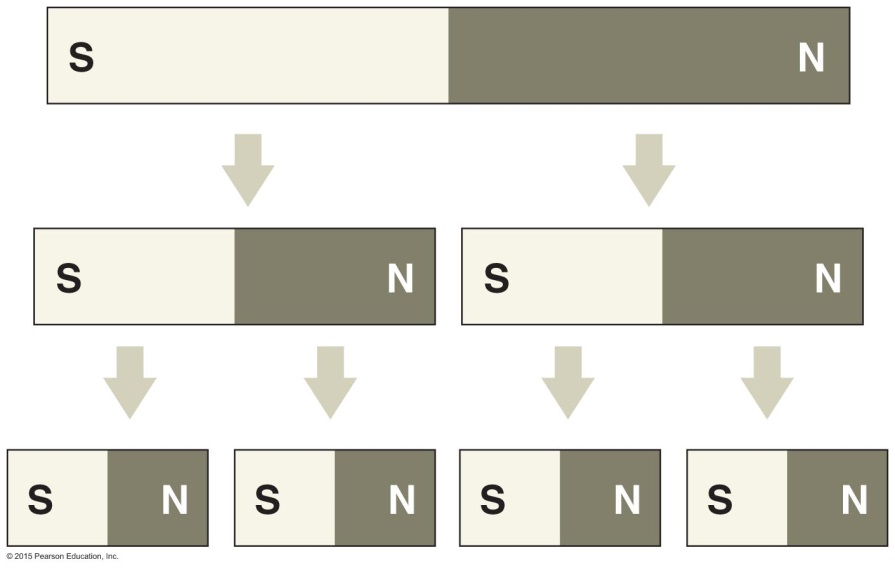 S N
S N S N
S N S N S N S N
© 2015 Pearson Education, Inc.